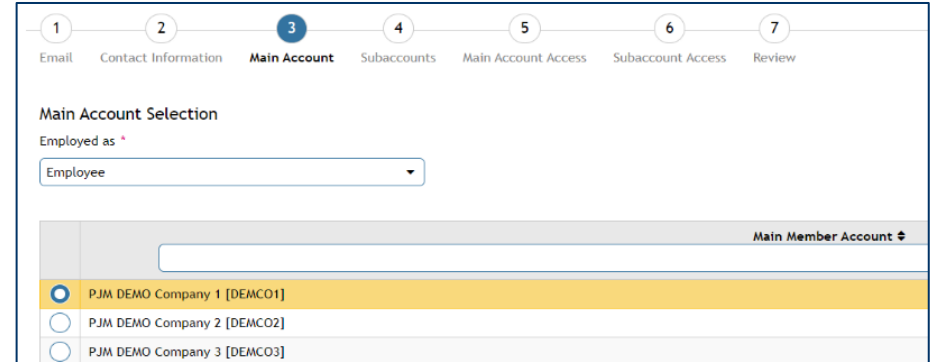 1 2 3 4 5 6 7
Email Contact Information Main Account Subaccounts Main Account Access Subaccount Access Review
Main Account Selection
Employed as *
Employee
Main Member Account
PJM DEMO Company 1 [DEMCO1]
PJM DEMO Company 2 [DEMCO2]
PJM DEMO Company 3 [DEMCO3]